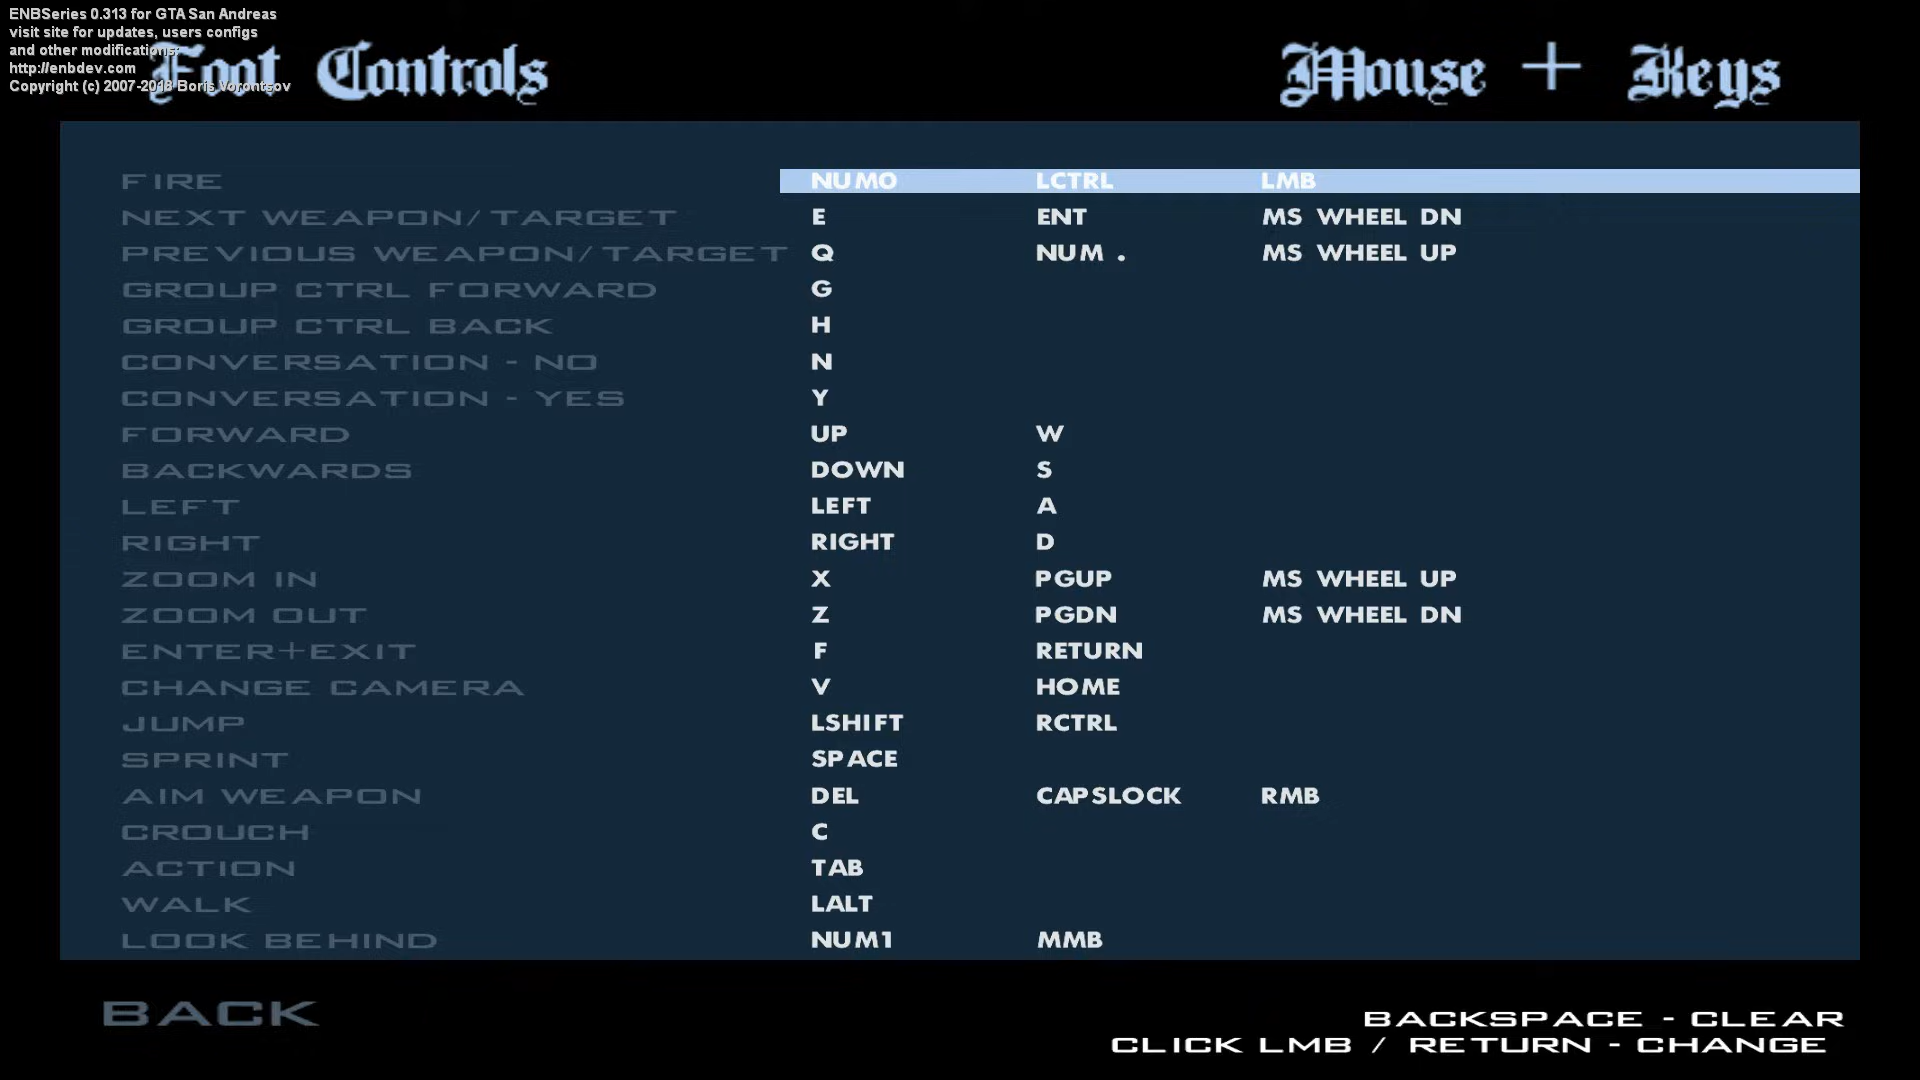 ENBSeries 0.313 for GTA San Andreas
visit site for updates, users configs
and other modifications:
http://enbdev.com
Copyright (c) 2007-2018 Boris Vorontsov
Foot Controls Mouse + Keys
FIRE NUM0 LCTRL LMB
NEXT WEAPON/TARGET E ENT MS WHEEL DN
PREVIOUS WEAPON/TARGET Q NUM . MS WHEEL UP
GROUP CTRL FORWARD G
GROUP CTRL BACK H
CONVERSATION - NO N
CONVERSATION - YES Y
FORWARD UP W
BACKWARDS DOWN S
LEFT LEFT A
RIGHT RIGHT D
ZOOM IN X PGUP MS WHEEL UP
ZOOM OUT Z PGDN MS WHEEL DN
ENTER+EXIT F RETURN
CHANGE CAMERA V HOME
JUMP LSHIFT RCTRL
SPRINT SPACE
AIM WEAPON DEL CAPSLOCK RMB
CROUCH C
ACTION TAB
WALK LALT
LOOK BEHIND NUM1 MMB
BACK
BACKSPACE - CLEAR
CLICK LMB / RETURN - CHANGE